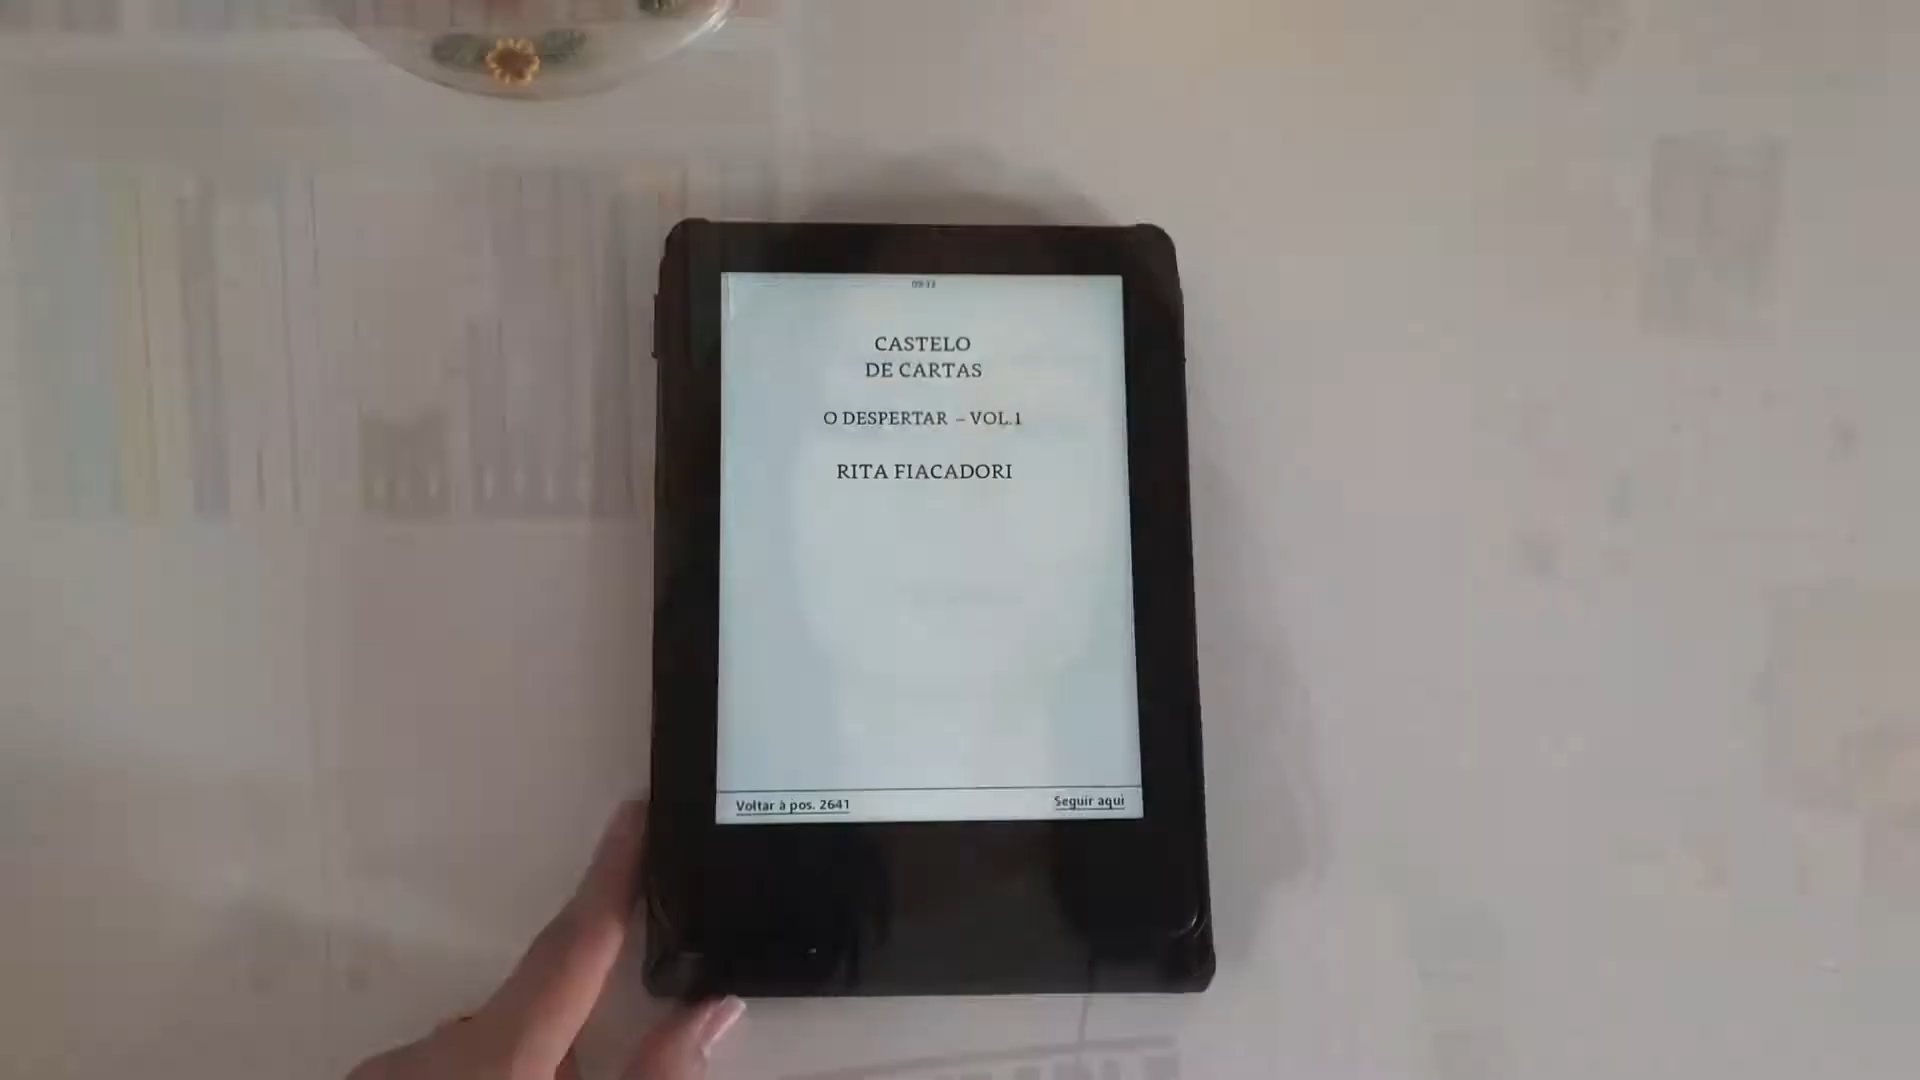 CASTELO
DE CARTAS
O DESPERTAR – VOL.1
RITA FIACADORI
Voltar à pos. 2641
Seguir aqui